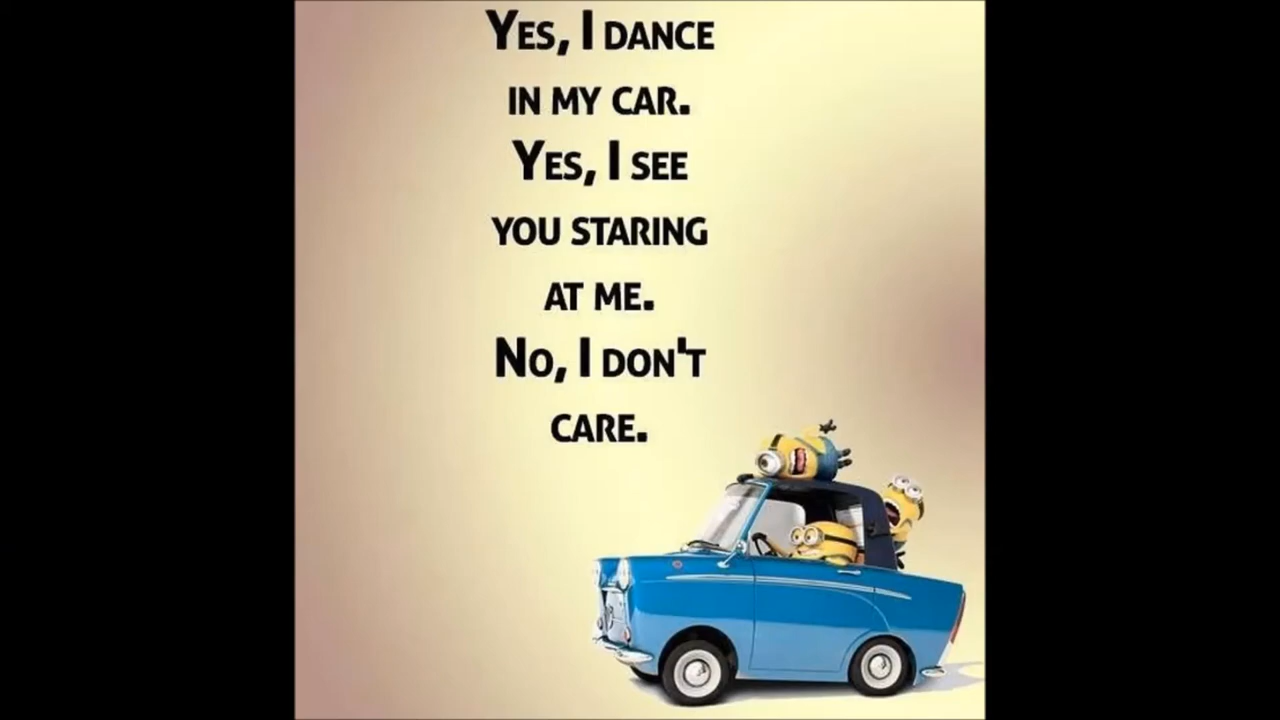 Yes, I dance
in my car.
Yes, I see
you staring
at me.
No, I don't
care.